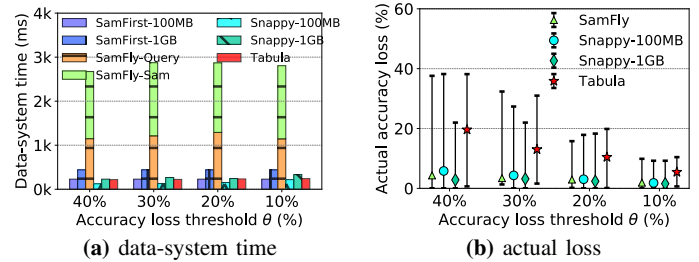 3k
2k
1k
0k
Data-system time (ms)
SamFirst-100MB
SamFirst-1GB
SamFly-Query
SamFly-Sam
Snappy-100MB
Snappy-1GB
Tabula
40%
30%
20%
10%
Accuracy loss threshold θ (%)
(a) data-system time
60
40
20
0
Actual accuracy loss (%)
SamFly
Snappy-100MB
Snappy-1GB
Tabula
40%
30%
20%
10%
Accuracy loss threshold θ (%)
(b) actual loss